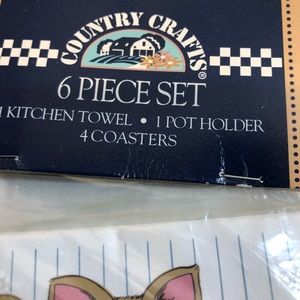 COUNTRY CRAFTS®
6 PIECE SET
1 KITCHEN TOWEL • 1 POT HOLDER
4 COASTERS